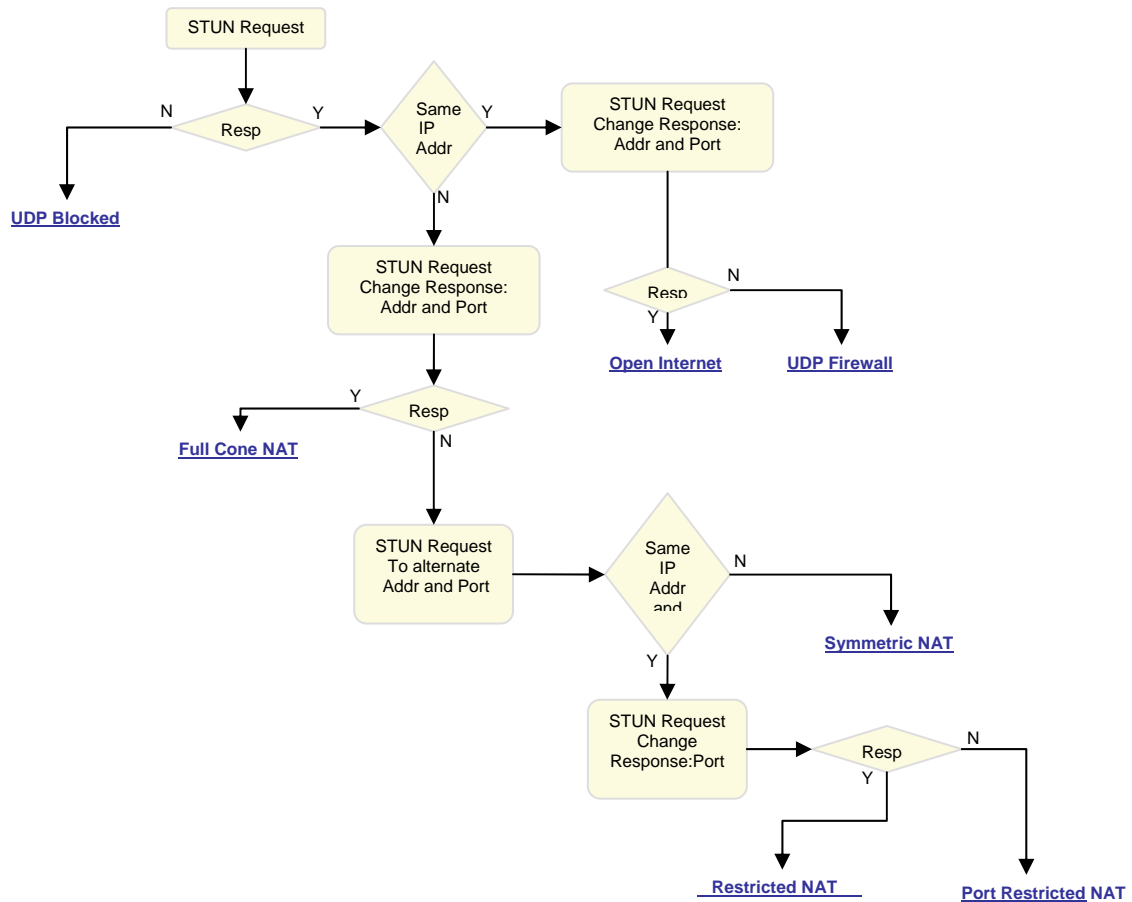 STUN Request
N
Y
Resp
Same
IP
Addr
Y
STUN Request
Change Response:
Addr and Port
UDP Blocked
N
STUN Request
Change Response:
Addr and Port
Resp
N
Y
Open Internet
UDP Firewall
Y
Resp
N
Full Cone NAT
STUN Request
To alternate
Addr and Port
Same
IP
Addr
and
N
Symmetric NAT
Y
STUN Request
Change
Response:Port
Resp
N
Y
Restricted NAT
Port Restricted NAT